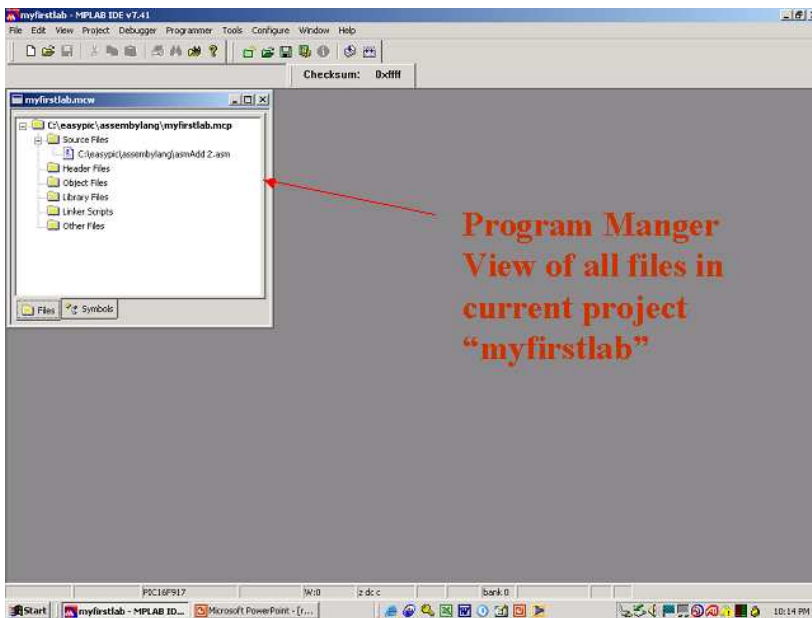 myfirstlab - MPLAB IDE v7.41
File Edit View Project Debugger Programmer Tools Configure Window Help
Checksum: 0xffff
myfirstlab.mcw
C:\easypic\assembylang\myfirstlab.mcp
Source Files
C:\easypic\assembylang\asmAdd 2.asm
Header Files
Object Files
Library Files
Linker Scripts
Other Files
Files Symbols
Program Manger
View of all files in
current project
“myfirstlab”
PIC16F917 W:0 z dc c bank 0
Start myfirstlab - MPLAB ID... Microsoft PowerPoint - [r... 10:14 PM